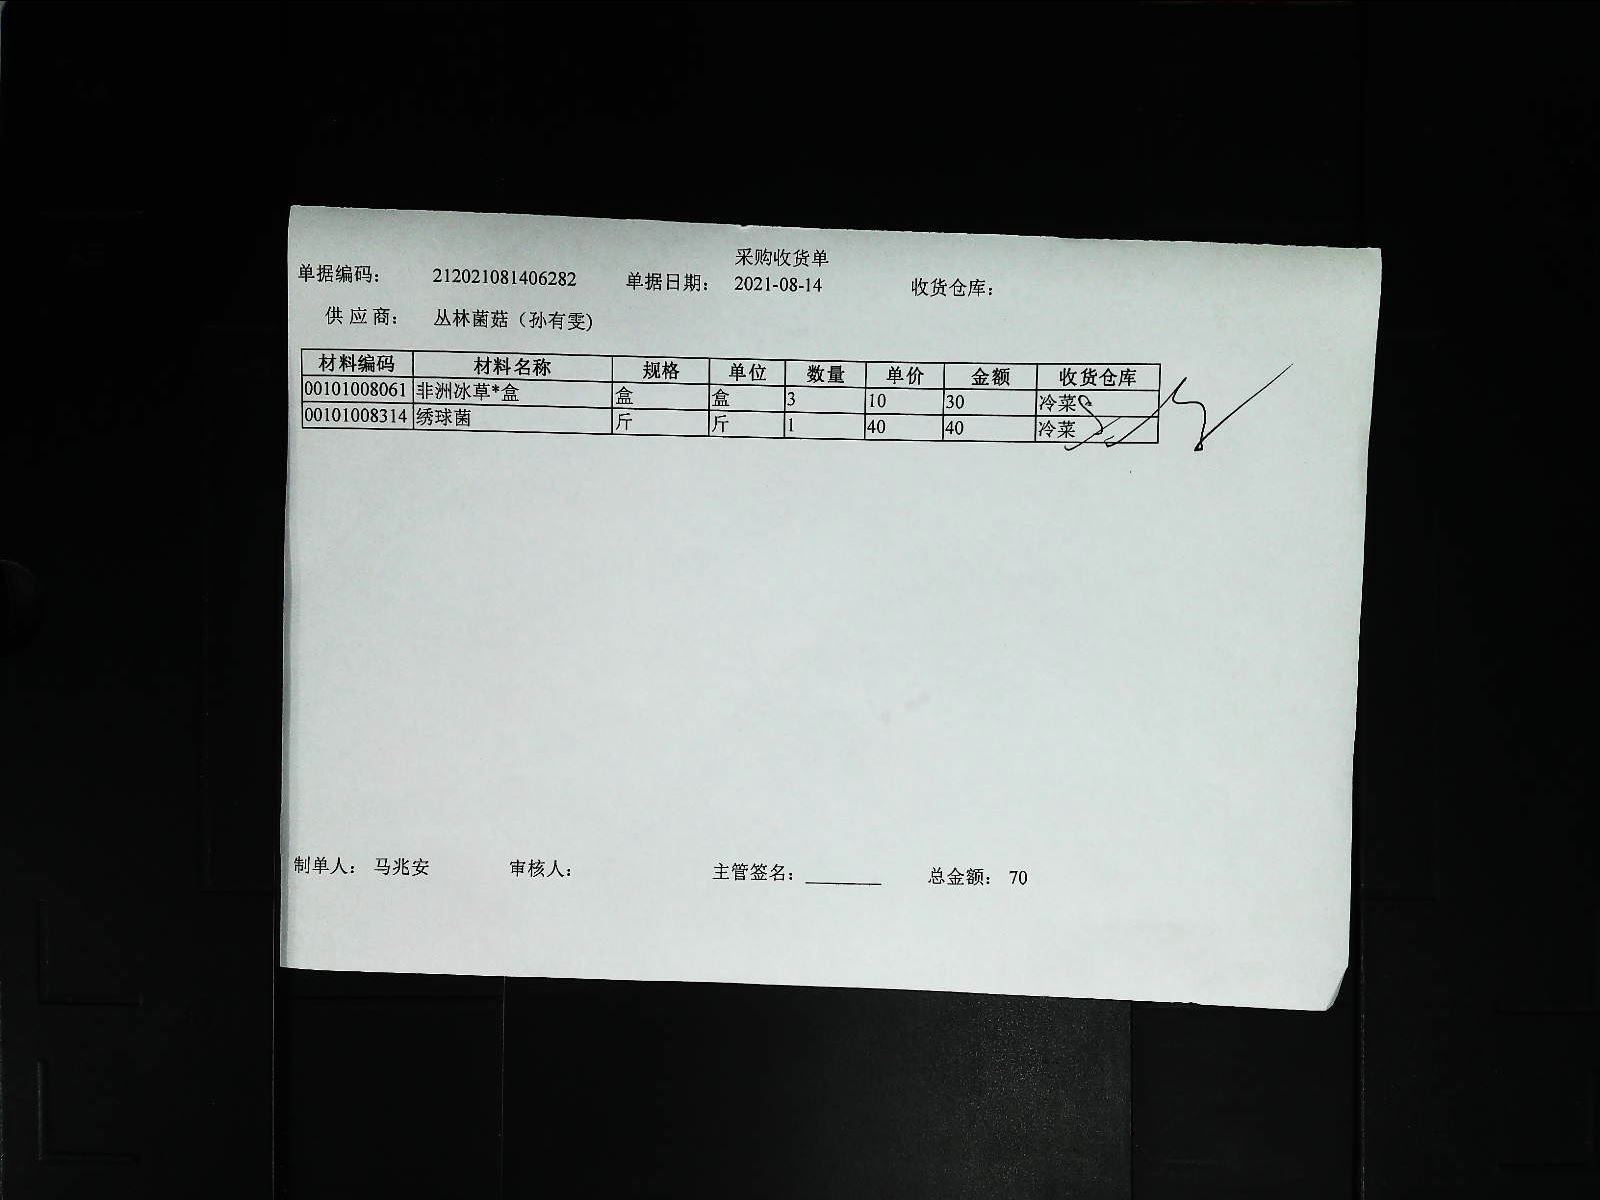 采购收货单
单据编码： 212021081406282 单据日期： 2021-08-14 收货仓库：
供 应 商： 丛林菌菇（孙有雯）
材料编码 材料名称 规格 单位 数量 单价 金额 收货仓库
00101008061 非洲冰草*盒 盒 盒 3 10 30 冷菜
00101008314 绣球菌 斤 斤 1 40 40 冷菜
制单人： 马兆安 审核人： 主管签名：________ 总金额： 70